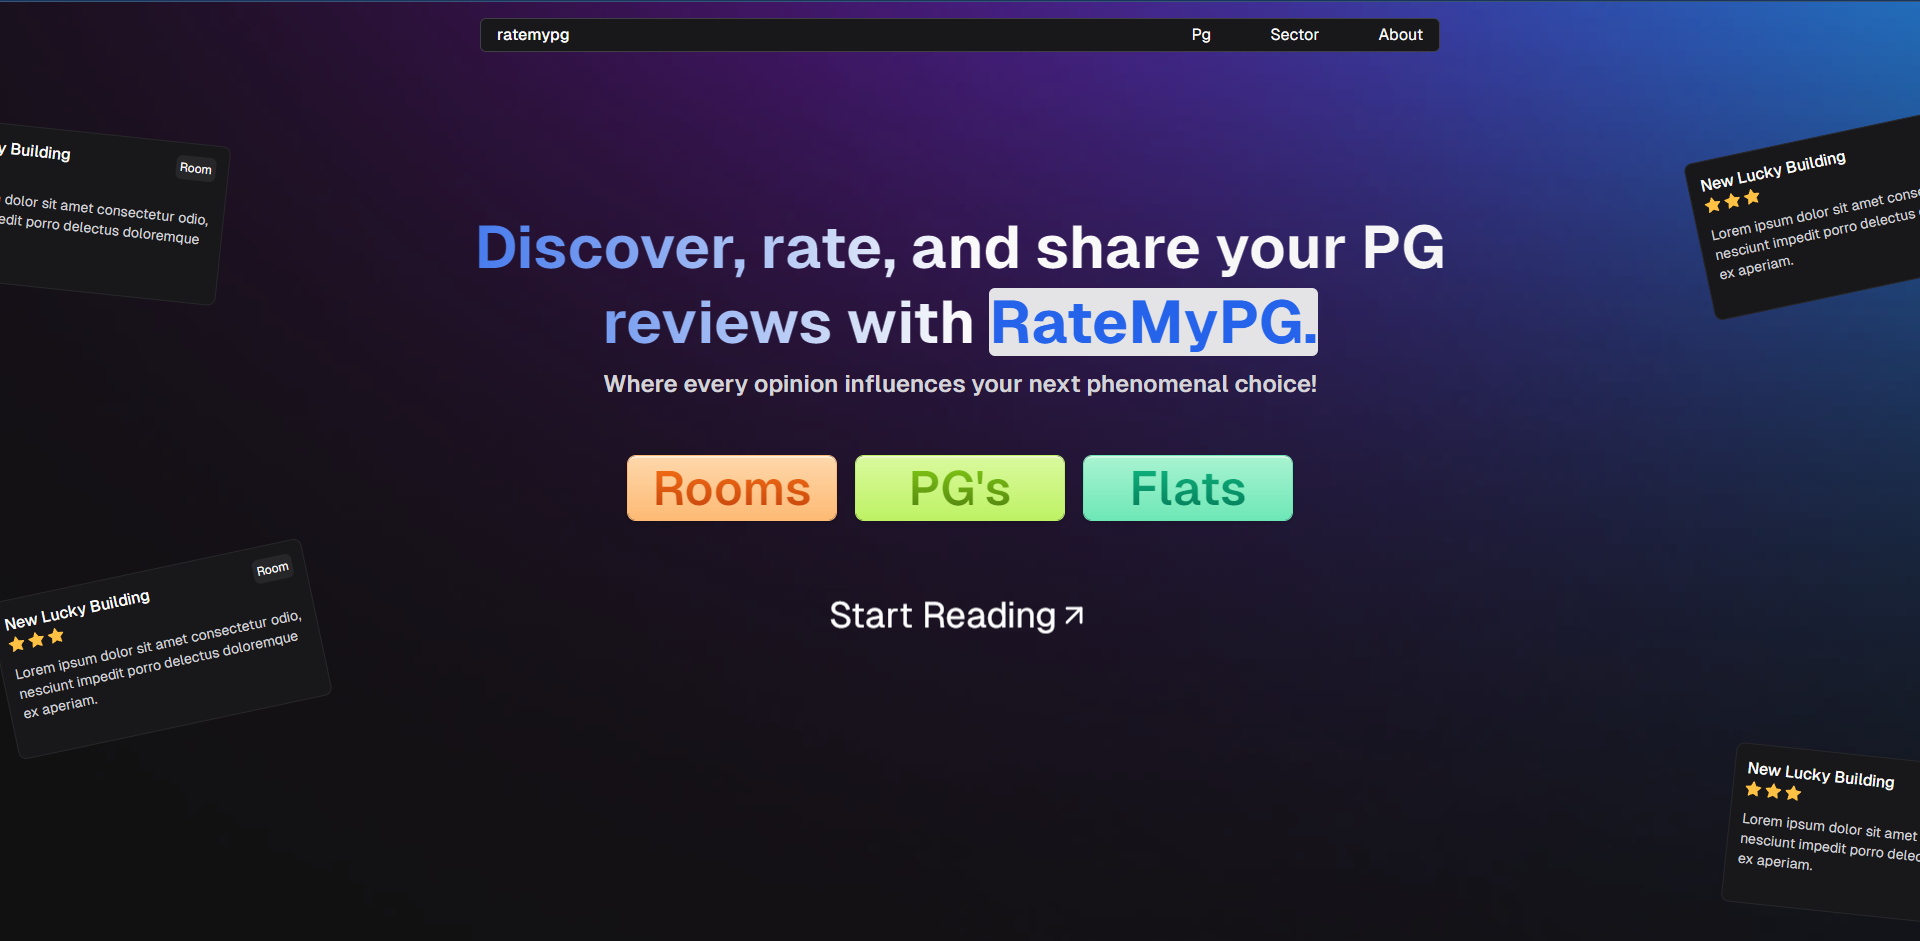 ratemypg
Pg
Sector
About
y Building
Room
dolor sit amet consectetur odio,
edit porro delectus doloremque
New Lucky Building
Lorem ipsum dolor sit amet conse
nesciunt impedit porro delectus
ex aperiam.
Discover, rate, and share your PG
reviews with RateMyPG.
Where every opinion influences your next phenomenal choice!
Rooms
PG's
Flats
Start Reading
New Lucky Building
Room
Lorem ipsum dolor sit amet consectetur odio,
nesciunt impedit porro delectus doloremque
ex aperiam.
New Lucky Building
Lorem ipsum dolor sit amet
nesciunt impedit porro delec
ex aperiam.